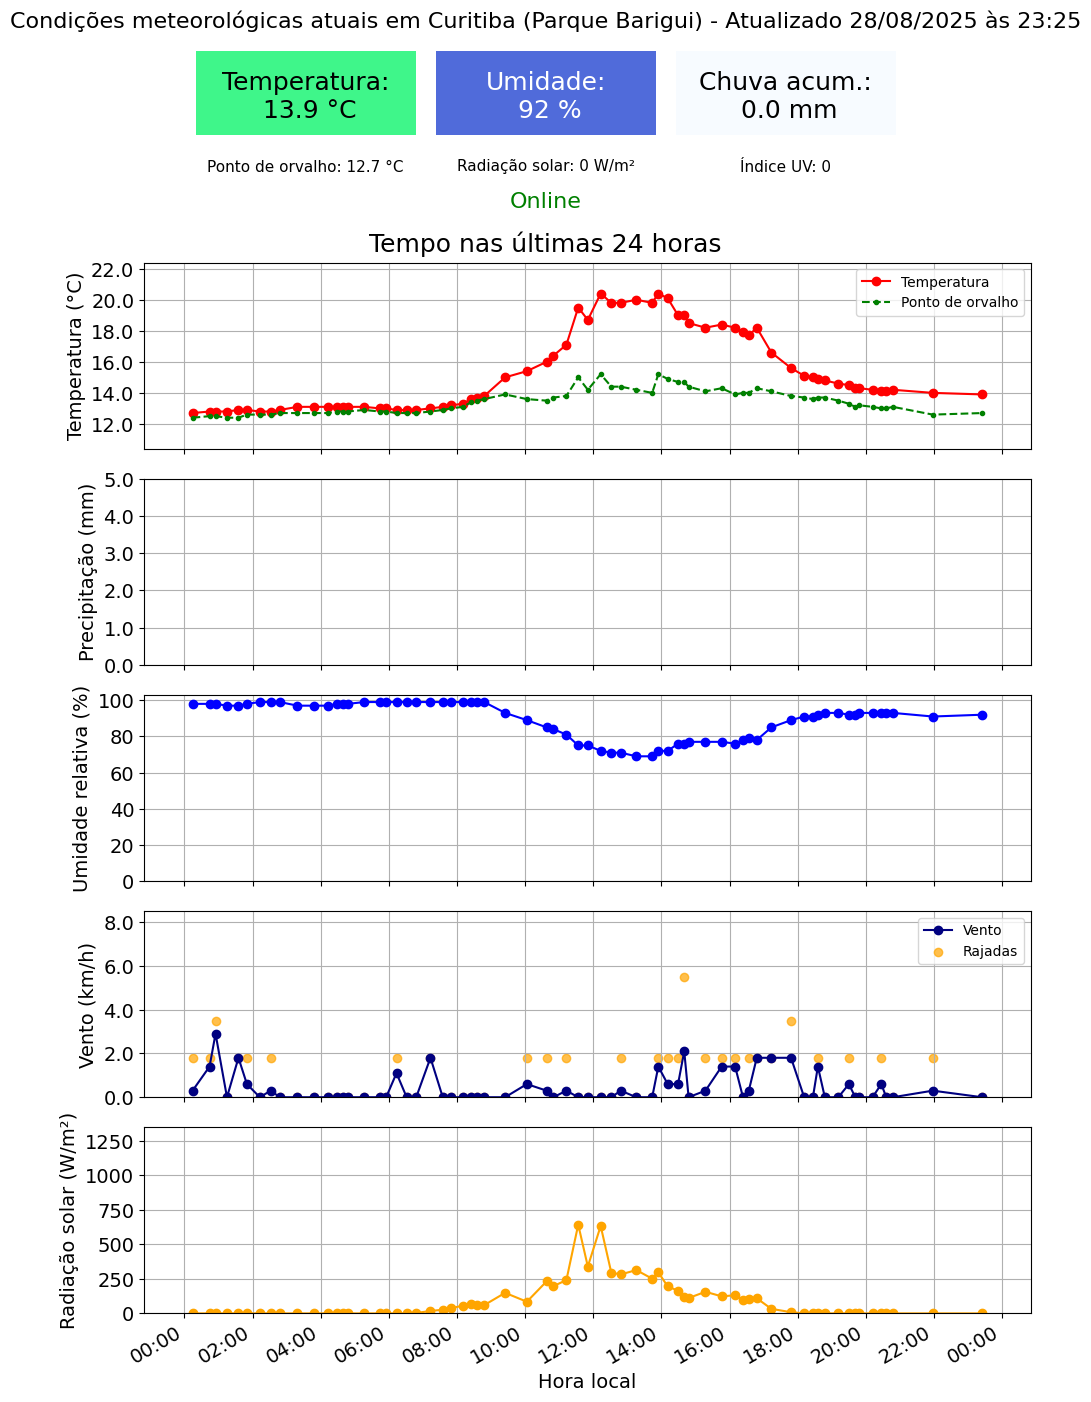 Condições meteorológicas atuais em Curitiba (Parque Barigui) - Atualizado 28/08/2025 às 23:25
Temperatura:
13.9 °C
Umidade:
92 %
Chuva acum.:
0.0 mm
Ponto de orvalho: 12.7 °C
Radiação solar: 0 W/m²
Índice UV: 0
Online
Tempo nas últimas 24 horas
Temperatura (°C)
22.0
20.0
18.0
16.0
14.0
12.0
Temperatura
Ponto de orvalho
Precipitação (mm)
5.0
4.0
3.0
2.0
1.0
0.0
Umidade relativa (%)
100
80
60
40
20
0
Vento (km/h)
8.0
6.0
4.0
2.0
0.0
Vento
Rajadas
Radiação solar (W/m²)
1250
1000
750
500
250
0
00:00 02:00 04:00 06:00 08:00 10:00 12:00 14:00 16:00 18:00 20:00 22:00 00:00
Hora local